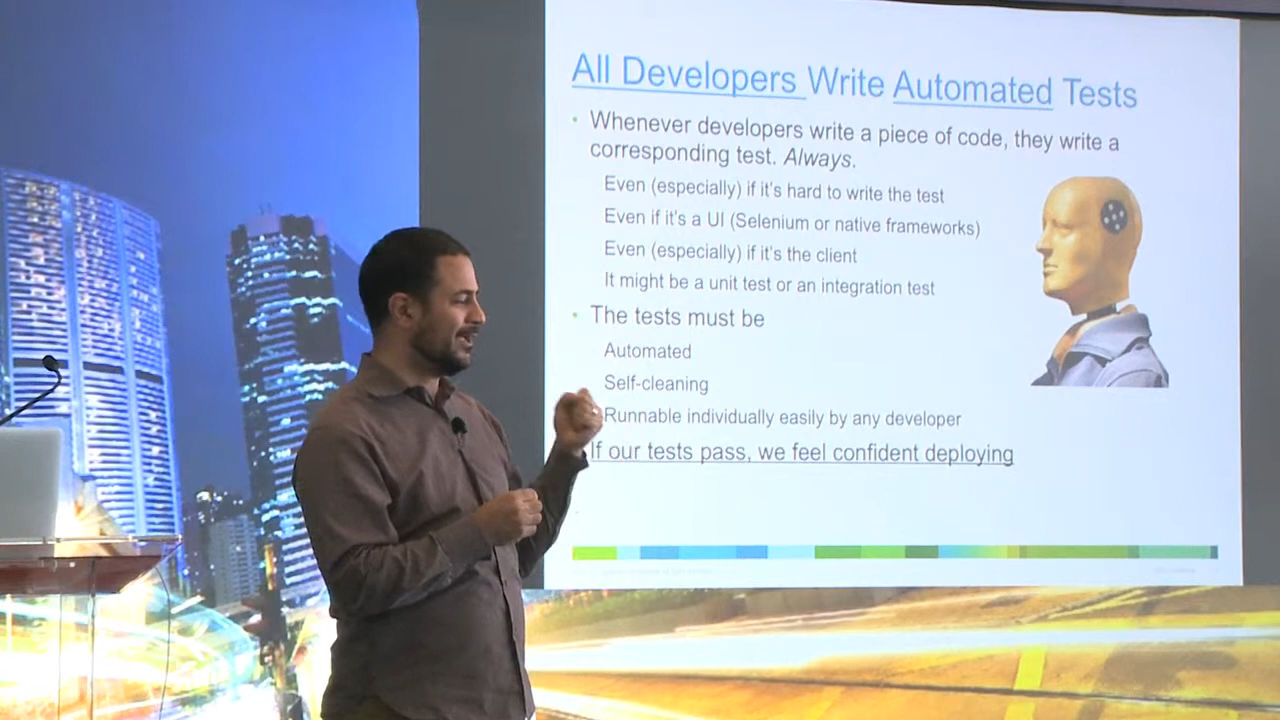 All Developers Write Automated Tests
Whenever developers write a piece of code, they write a
corresponding test. Always.
Even (especially) if it's hard to write the test
Even if it's a UI (Selenium or native frameworks)
Even (especially) if it's the client
It might be a unit test or an integration test
The tests must be
Automated
Self-cleaning
Runnable individually easily by any developer
If our tests pass, we feel confident deploying